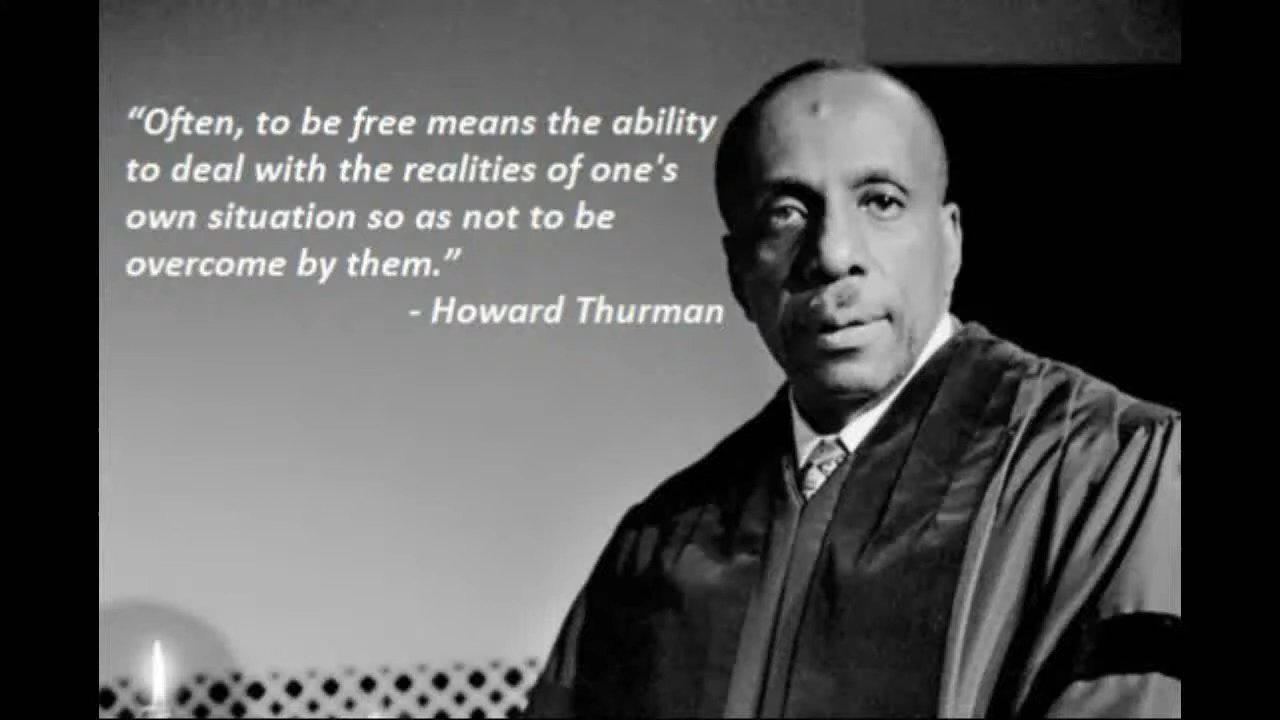 “Often, to be free means the ability
to deal with the realities of one's
own situation so as not to be
overcome by them.”
- Howard Thurman